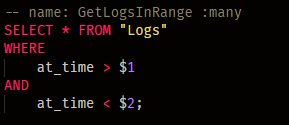 -- name: GetLogsInRange :many
SELECT * FROM "Logs"
WHERE
    at_time > $1
AND
    at_time < $2;